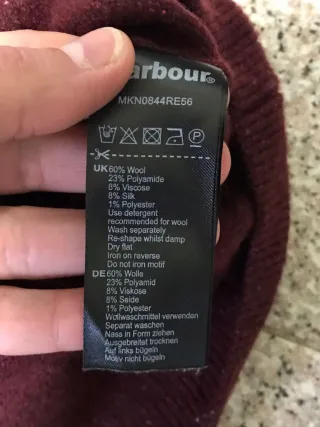 arbour®
MKN0844RE56
UK 60% Wool
23% Polyamide
8% Viscose
8% Silk
1% Polyester
Use detergent
recommended for wool
Wash separately
Re-shape whilst damp
Dry flat
Iron on reverse
Do not iron motif
DE 60% Wolle
23% Polyamid
8% Viskose
8% Seide
1% Polyester
Wollwaschmittel verwenden
Separat waschen
Nass in Form ziehen
Ausgebreitet trocknen
Auf links bügeln
Motiv nicht bügeln